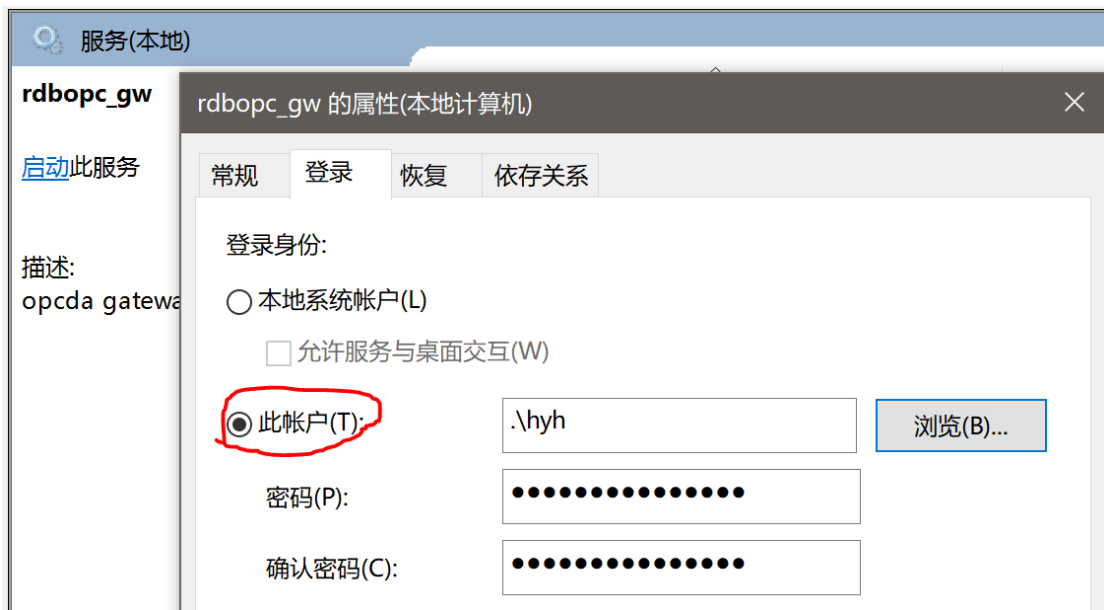 服务(本地)
rdbopc_gw
启动此服务
描述:
opcda gatewa
rdbopc_gw 的属性(本地计算机)
常规 登录 恢复 依存关系
登录身份:
本地系统帐户(L)
允许服务与桌面交互(W)
此帐户(T): .\hyh 浏览(B)...
密码(P): ●●●●●●●●●●●●●●●
确认密码(C): ●●●●●●●●●●●●●●●